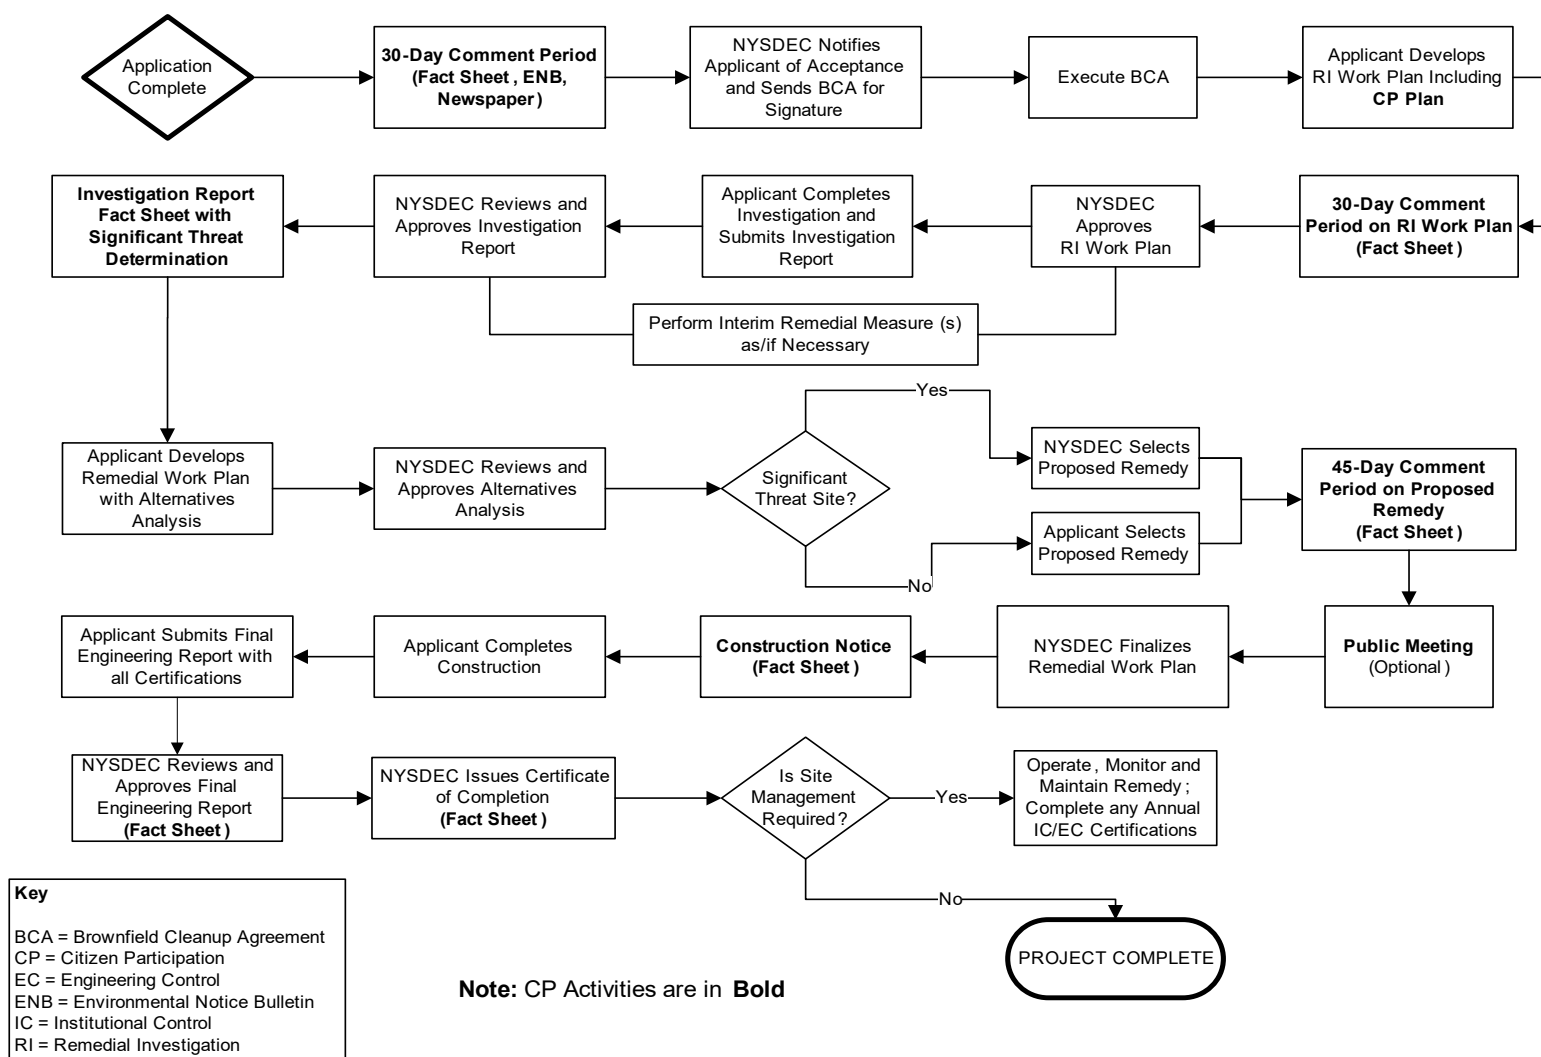 Application
Complete
30-Day Comment Period
(Fact Sheet, ENB,
Newspaper)
NYSDEC Notifies
Applicant of Acceptance
and Sends BCA for
Signature
Execute BCA
Applicant Develops
RI Work Plan Including
CP Plan
30-Day Comment
Period on RI Work Plan
(Fact Sheet)
NYSDEC
Approves
RI Work Plan
Applicant Completes
Investigation and
Submits Investigation
Report
NYSDEC Reviews and
Approves Investigation
Report
Investigation Report
Fact Sheet with
Significant Threat
Determination
Perform Interim Remedial Measure (s)
as/if Necessary
Applicant Develops
Remedial Work Plan
with Alternatives
Analysis
NYSDEC Reviews and
Approves Alternatives
Analysis
Significant
Threat Site?
Yes
NYSDEC Selects
Proposed Remedy
No
Applicant Selects
Proposed Remedy
45-Day Comment
Period on Proposed
Remedy
(Fact Sheet)
Public Meeting
(Optional)
NYSDEC Finalizes
Remedial Work Plan
Construction Notice
(Fact Sheet)
Applicant Completes
Construction
Applicant Submits Final
Engineering Report with
all Certifications
NYSDEC Reviews and
Approves Final
Engineering Report
(Fact Sheet)
NYSDEC Issues Certificate
of Completion
(Fact Sheet)
Is Site
Management
Required?
Yes
Operate, Monitor and
Maintain Remedy;
Complete any Annual
IC/EC Certifications
No
PROJECT COMPLETE
Key
BCA = Brownfield Cleanup Agreement
CP = Citizen Participation
EC = Engineering Control
ENB = Environmental Notice Bulletin
IC = Institutional Control
RI = Remedial Investigation
Note: CP Activities are in Bold